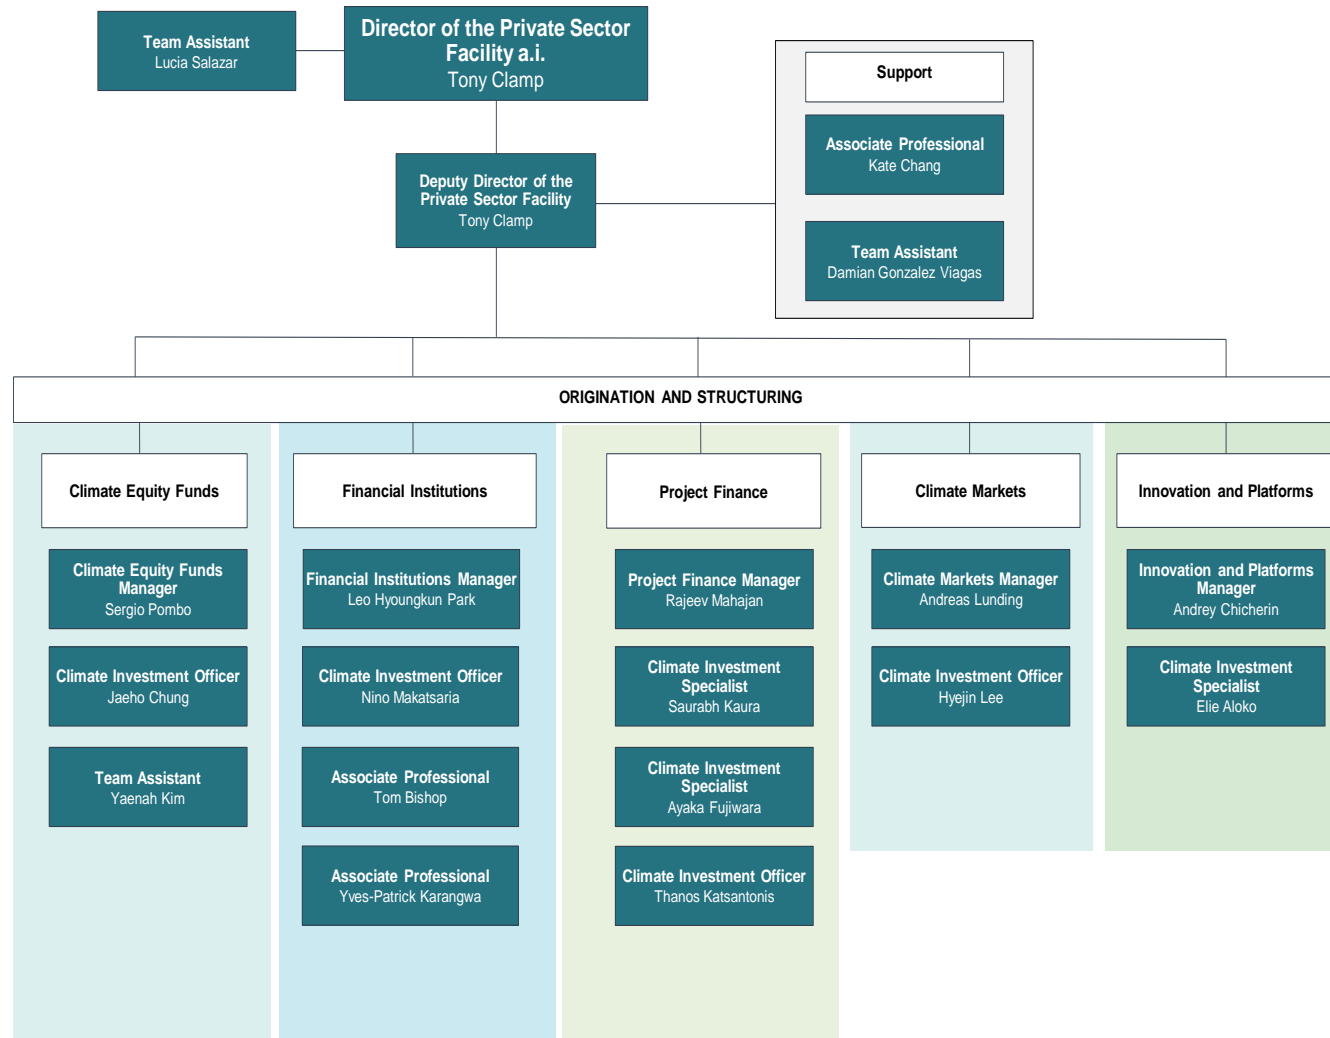 Team Assistant
Lucia Salazar
Director of the Private Sector
Facility a.i.
Tony Clamp
Support
Associate Professional
Kate Chang
Deputy Director of the
Private Sector Facility
Tony Clamp
Team Assistant
Damian Gonzalez Viagas
ORIGINATION AND STRUCTURING
Climate Equity Funds
Climate Equity Funds
Manager
Sergio Pombo
Climate Investment Officer
Jaeho Chung
Team Assistant
Yaenah Kim
Financial Institutions
Financial Institutions Manager
Leo Hyoungkun Park
Climate Investment Officer
Nino Makatsaria
Associate Professional
Tom Bishop
Associate Professional
Yves-Patrick Karangwa
Project Finance
Project Finance Manager
Rajeev Mahajan
Climate Investment
Specialist
Saurabh Kaura
Climate Investment
Specialist
Ayaka Fujiwara
Climate Investment Officer
Thanos Katsantonis
Climate Markets
Climate Markets Manager
Andreas Lunding
Climate Investment Officer
Hyejin Lee
Innovation and Platforms
Innovation and Platforms
Manager
Andrey Chicherin
Climate Investment
Specialist
Elie Aloko